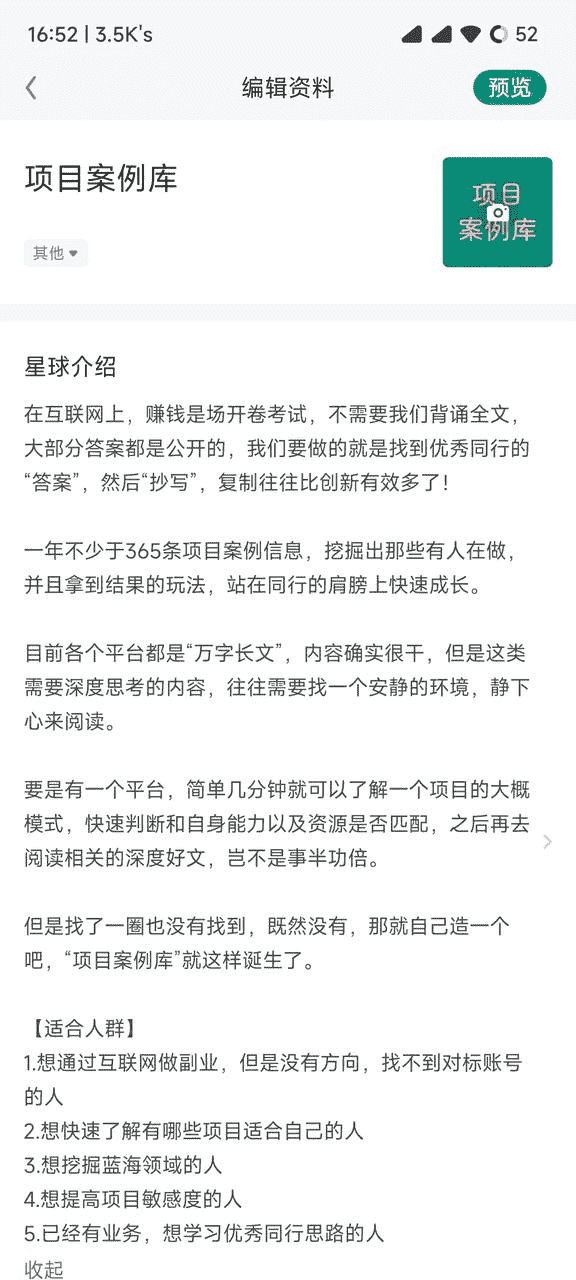 16:52 | 3.5K's
52
编辑资料
预览
项目案例库
项目
案例库
其他
星球介绍
在互联网上，赚钱是场开卷考试，不需要我们背诵全文，
大部分答案都是公开的，我们要做的就是找到优秀同行的
“答案”，然后“抄写”，复制往往比创新有效多了！
一年不少于365条项目案例信息，挖掘出那些有人在做，
并且拿到结果的玩法，站在同行的肩膀上快速成长。
目前各个平台都是“万字长文”，内容确实很干，但是这类
需要深度思考的内容，往往需要找一个安静的环境，静下
心来阅读。
要是有一个平台，简单几分钟就可以了解一个项目的大概
模式，快速判断和自身能力以及资源是否匹配，之后再去
阅读相关的深度好文，岂不是事半功倍。
但是找了一圈也没有找到，既然没有，那就自己造一个
吧，“项目案例库”就这样诞生了。
【适合人群】
1.想通过互联网做副业，但是没有方向，找不到对标账号
的人
2.想快速了解有哪些项目适合自己的人
3.想挖掘蓝海领域的人
4.想提高项目敏感度的人
5.已经有业务，想学习优秀同行思路的人
收起